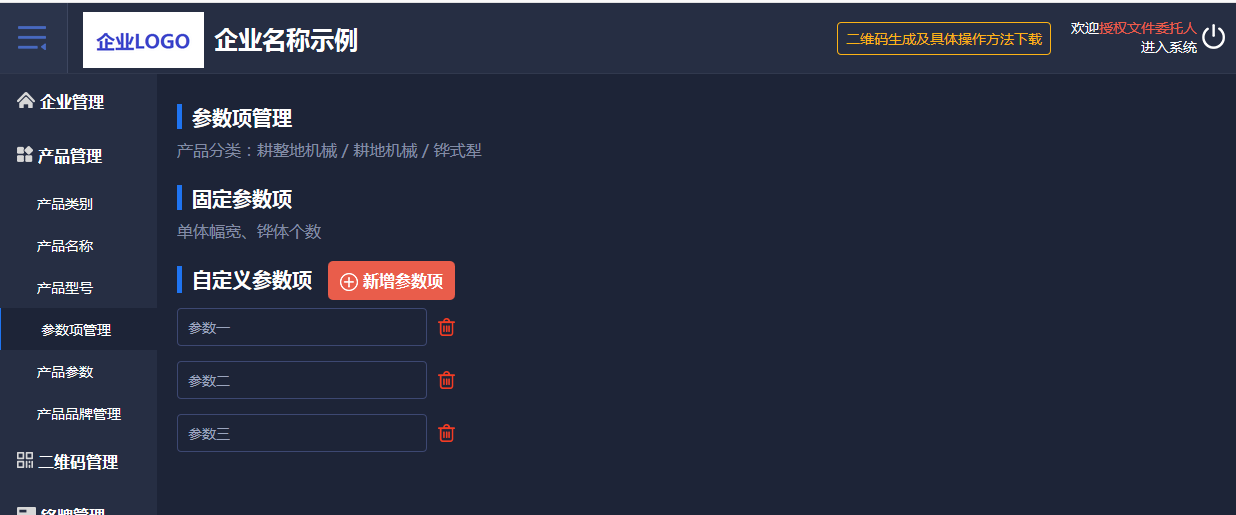 企业LOGO
企业名称示例
二维码生成及具体操作方法下载
欢迎授权文件委托人
进入系统
企业管理
产品管理
产品类别
产品名称
产品型号
参数项管理
产品参数
产品品牌管理
二维码管理
铭牌管理
参数项管理
产品分类：耕整地机械 / 耕地机械 / 铧式犁
固定参数项
单体幅宽、铧体个数
自定义参数项
新增参数项
参数一
参数二
参数三